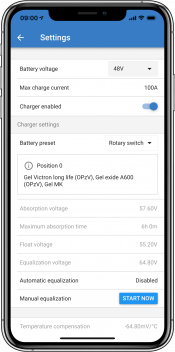 09:00
Settings
Battery voltage 48V
Max charge current 100A
Charger enabled
Charger settings
Battery preset Rotary switch
Position 0
Gel Victron long life (OPzV), Gel exide A600
(OPzV), Gel MK
Absorption voltage 57.60V
Maximum absorption time 6h 0m
Float voltage 55.20V
Equalization voltage 64.80V
Automatic equalization Disabled
Manual equalization START NOW
Temperature compensation -64.80mV/°C